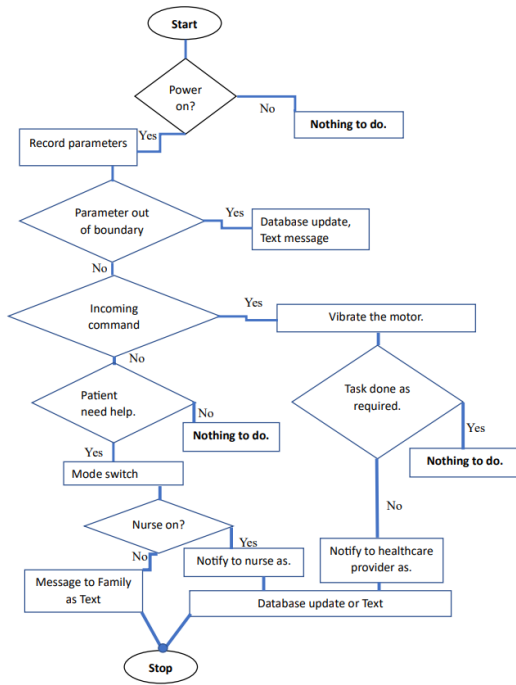 Start
Power
on?
No
Nothing to do.
Yes
Record parameters
Parameter out
of boundary
Yes
Database update,
Text message
No
Incoming
command
Yes
Vibrate the motor.
No
Patient
need help.
No
Nothing to do.
Task done as
required.
Yes
Nothing to do.
Yes
Mode switch
No
Nurse on?
Yes
No
Notify to nurse as.
Notify to healthcare
provider as.
Message to Family
as Text
Database update or Text
Stop